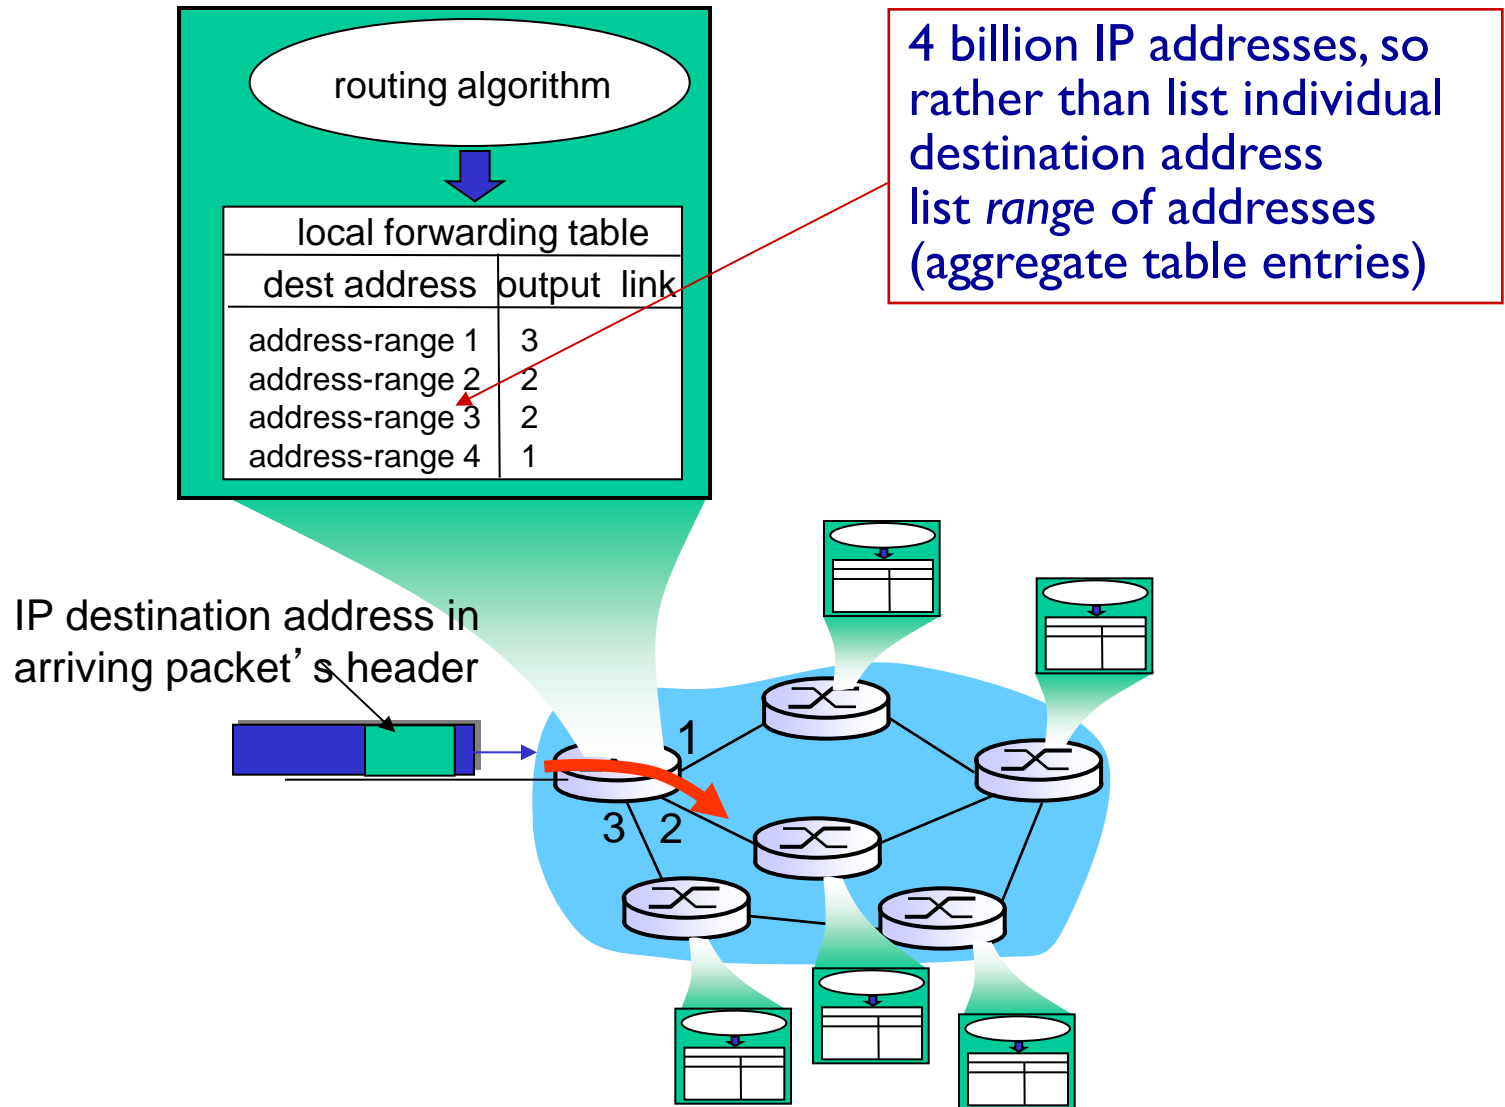 routing algorithm
local forwarding table
dest address output link
address-range 1 3
address-range 2 2
address-range 3 2
address-range 4 1
4 billion IP addresses, so
rather than list individual
destination address
list range of addresses
(aggregate table entries)
IP destination address in
arriving packet’s header
1
3 2